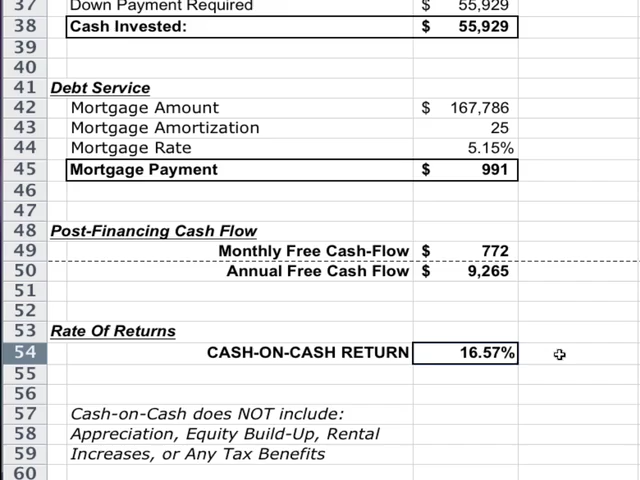 37 Down Payment Required $ 55,929
38 Cash Invested: $ 55,929
39
40
41 Debt Service
42 Mortgage Amount $ 167,786
43 Mortgage Amortization 25
44 Mortgage Rate 5.15%
45 Mortgage Payment $ 991
46
47
48 Post-Financing Cash Flow
49 Monthly Free Cash-Flow $ 772
50 Annual Free Cash Flow $ 9,265
51
52
53 Rate Of Returns
54 CASH-ON-CASH RETURN 16.57%
55
56
57 Cash-on-Cash does NOT include:
58 Appreciation, Equity Build-Up, Rental
59 Increases, or Any Tax Benefits
60